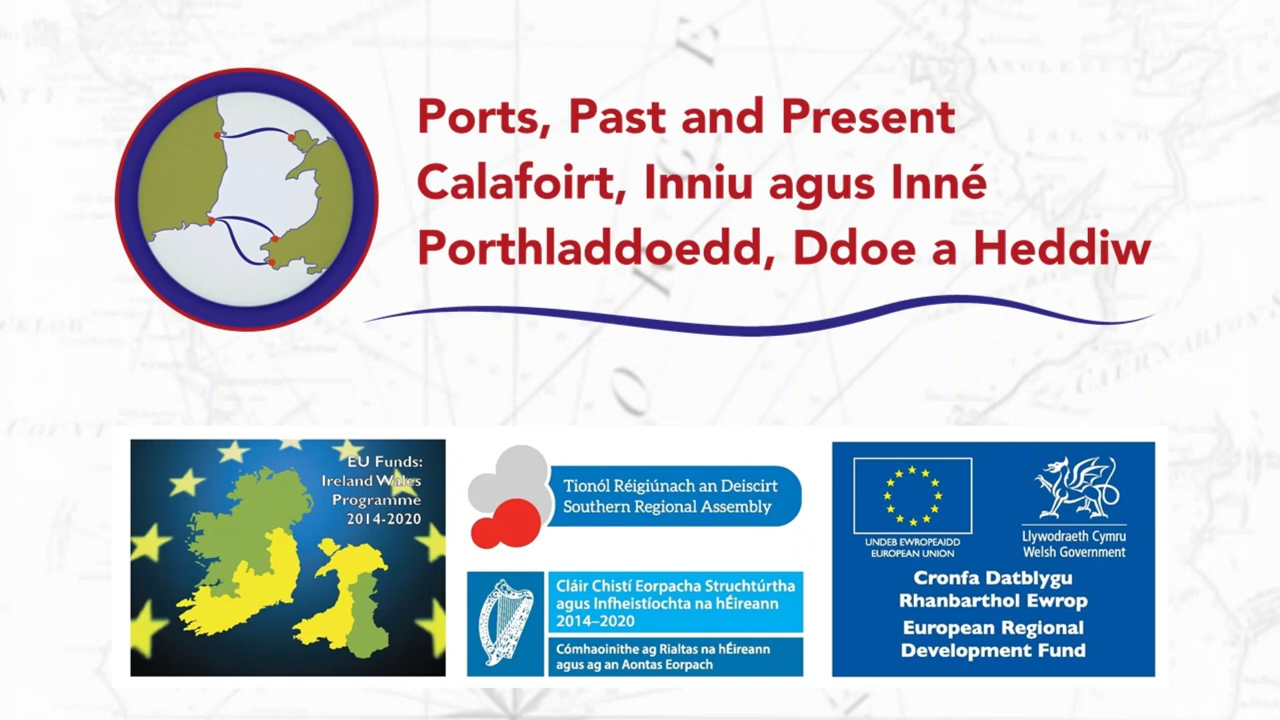 Ports, Past and Present
Calafoirt, Inniu agus Inné
Porthladdoedd, Ddoe a Heddiw
EU Funds:
Ireland Wales
Programme
2014-2020
Tionól Réigiúnach an Deiscirt
Southern Regional Assembly
Cláir Chistí Eorpacha Struchtúrtha
agus Infheistíochta na hÉireann
2014–2020
Cómhaoinithe ag Rialtas na hÉireann
agus ag an Aontas Eorpach
UNDEB EWROPEAIDD
EUROPEAN UNION
Llywodraeth Cymru
Welsh Government
Cronfa Datblygu
Rhanbarthol Ewrop
European Regional
Development Fund